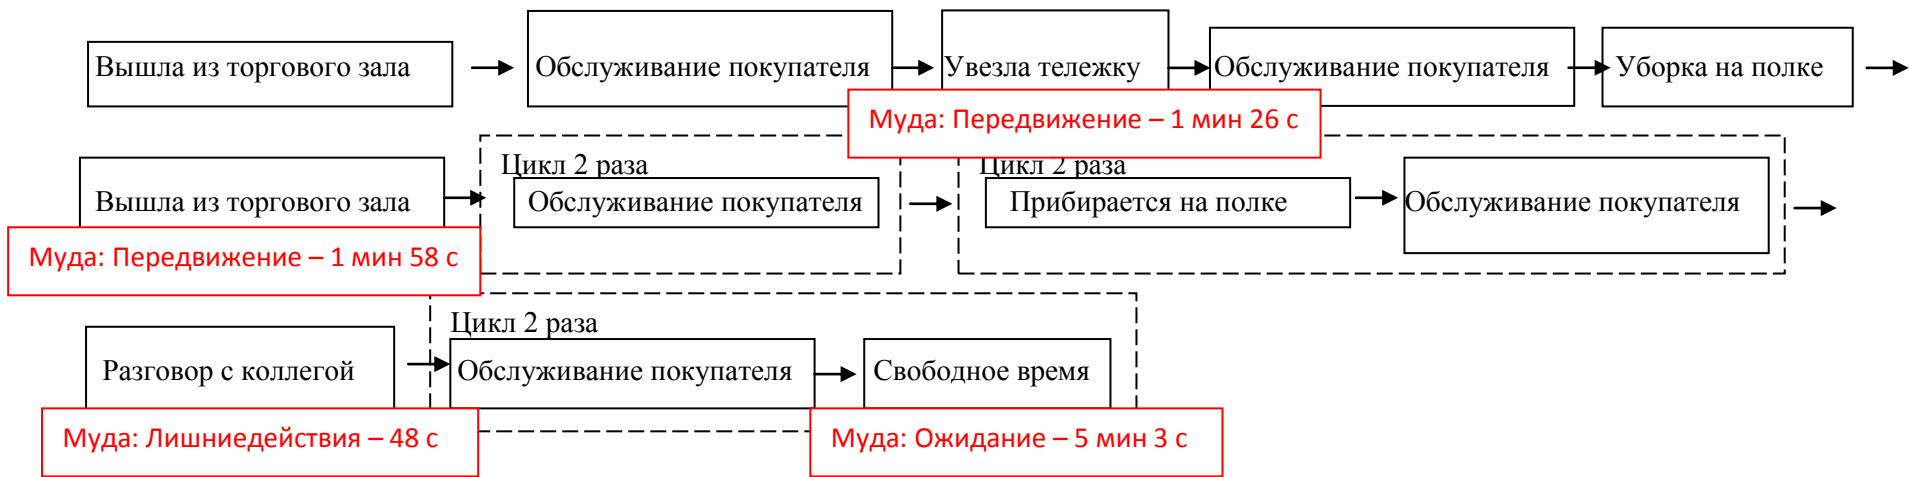 Вышла из торгового зала
Обслуживание покупателя
Увезла тележку
Обслуживание покупателя
Уборка на полке
Муда: Передвижение – 1 мин 26 с
Цикл 2 раза
Цикл 2 раза
Вышла из торгового зала
Обслуживание покупателя
Прибирается на полке
Обслуживание покупателя
Муда: Передвижение – 1 мин 58 с
Цикл 2 раза
Разговор с коллегой
Обслуживание покупателя
Свободное время
Муда: Лишниедействия – 48 с
Муда: Ожидание – 5 мин 3 с